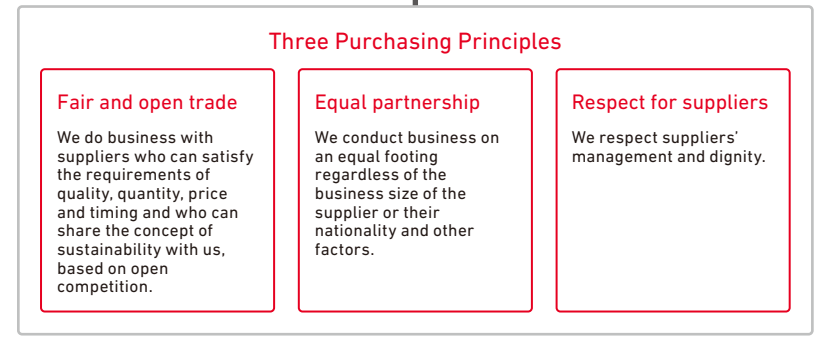 Three Purchasing Principles
Fair and open trade
We do business with
suppliers who can satisfy
the requirements of
quality, quantity, price
and timing and who can
share the concept of
sustainability with us,
based on open
competition.
Equal partnership
We conduct business on
an equal footing
regardless of the
business size of the
supplier or their
nationality and other
factors.
Respect for suppliers
We respect suppliers’
management and dignity.